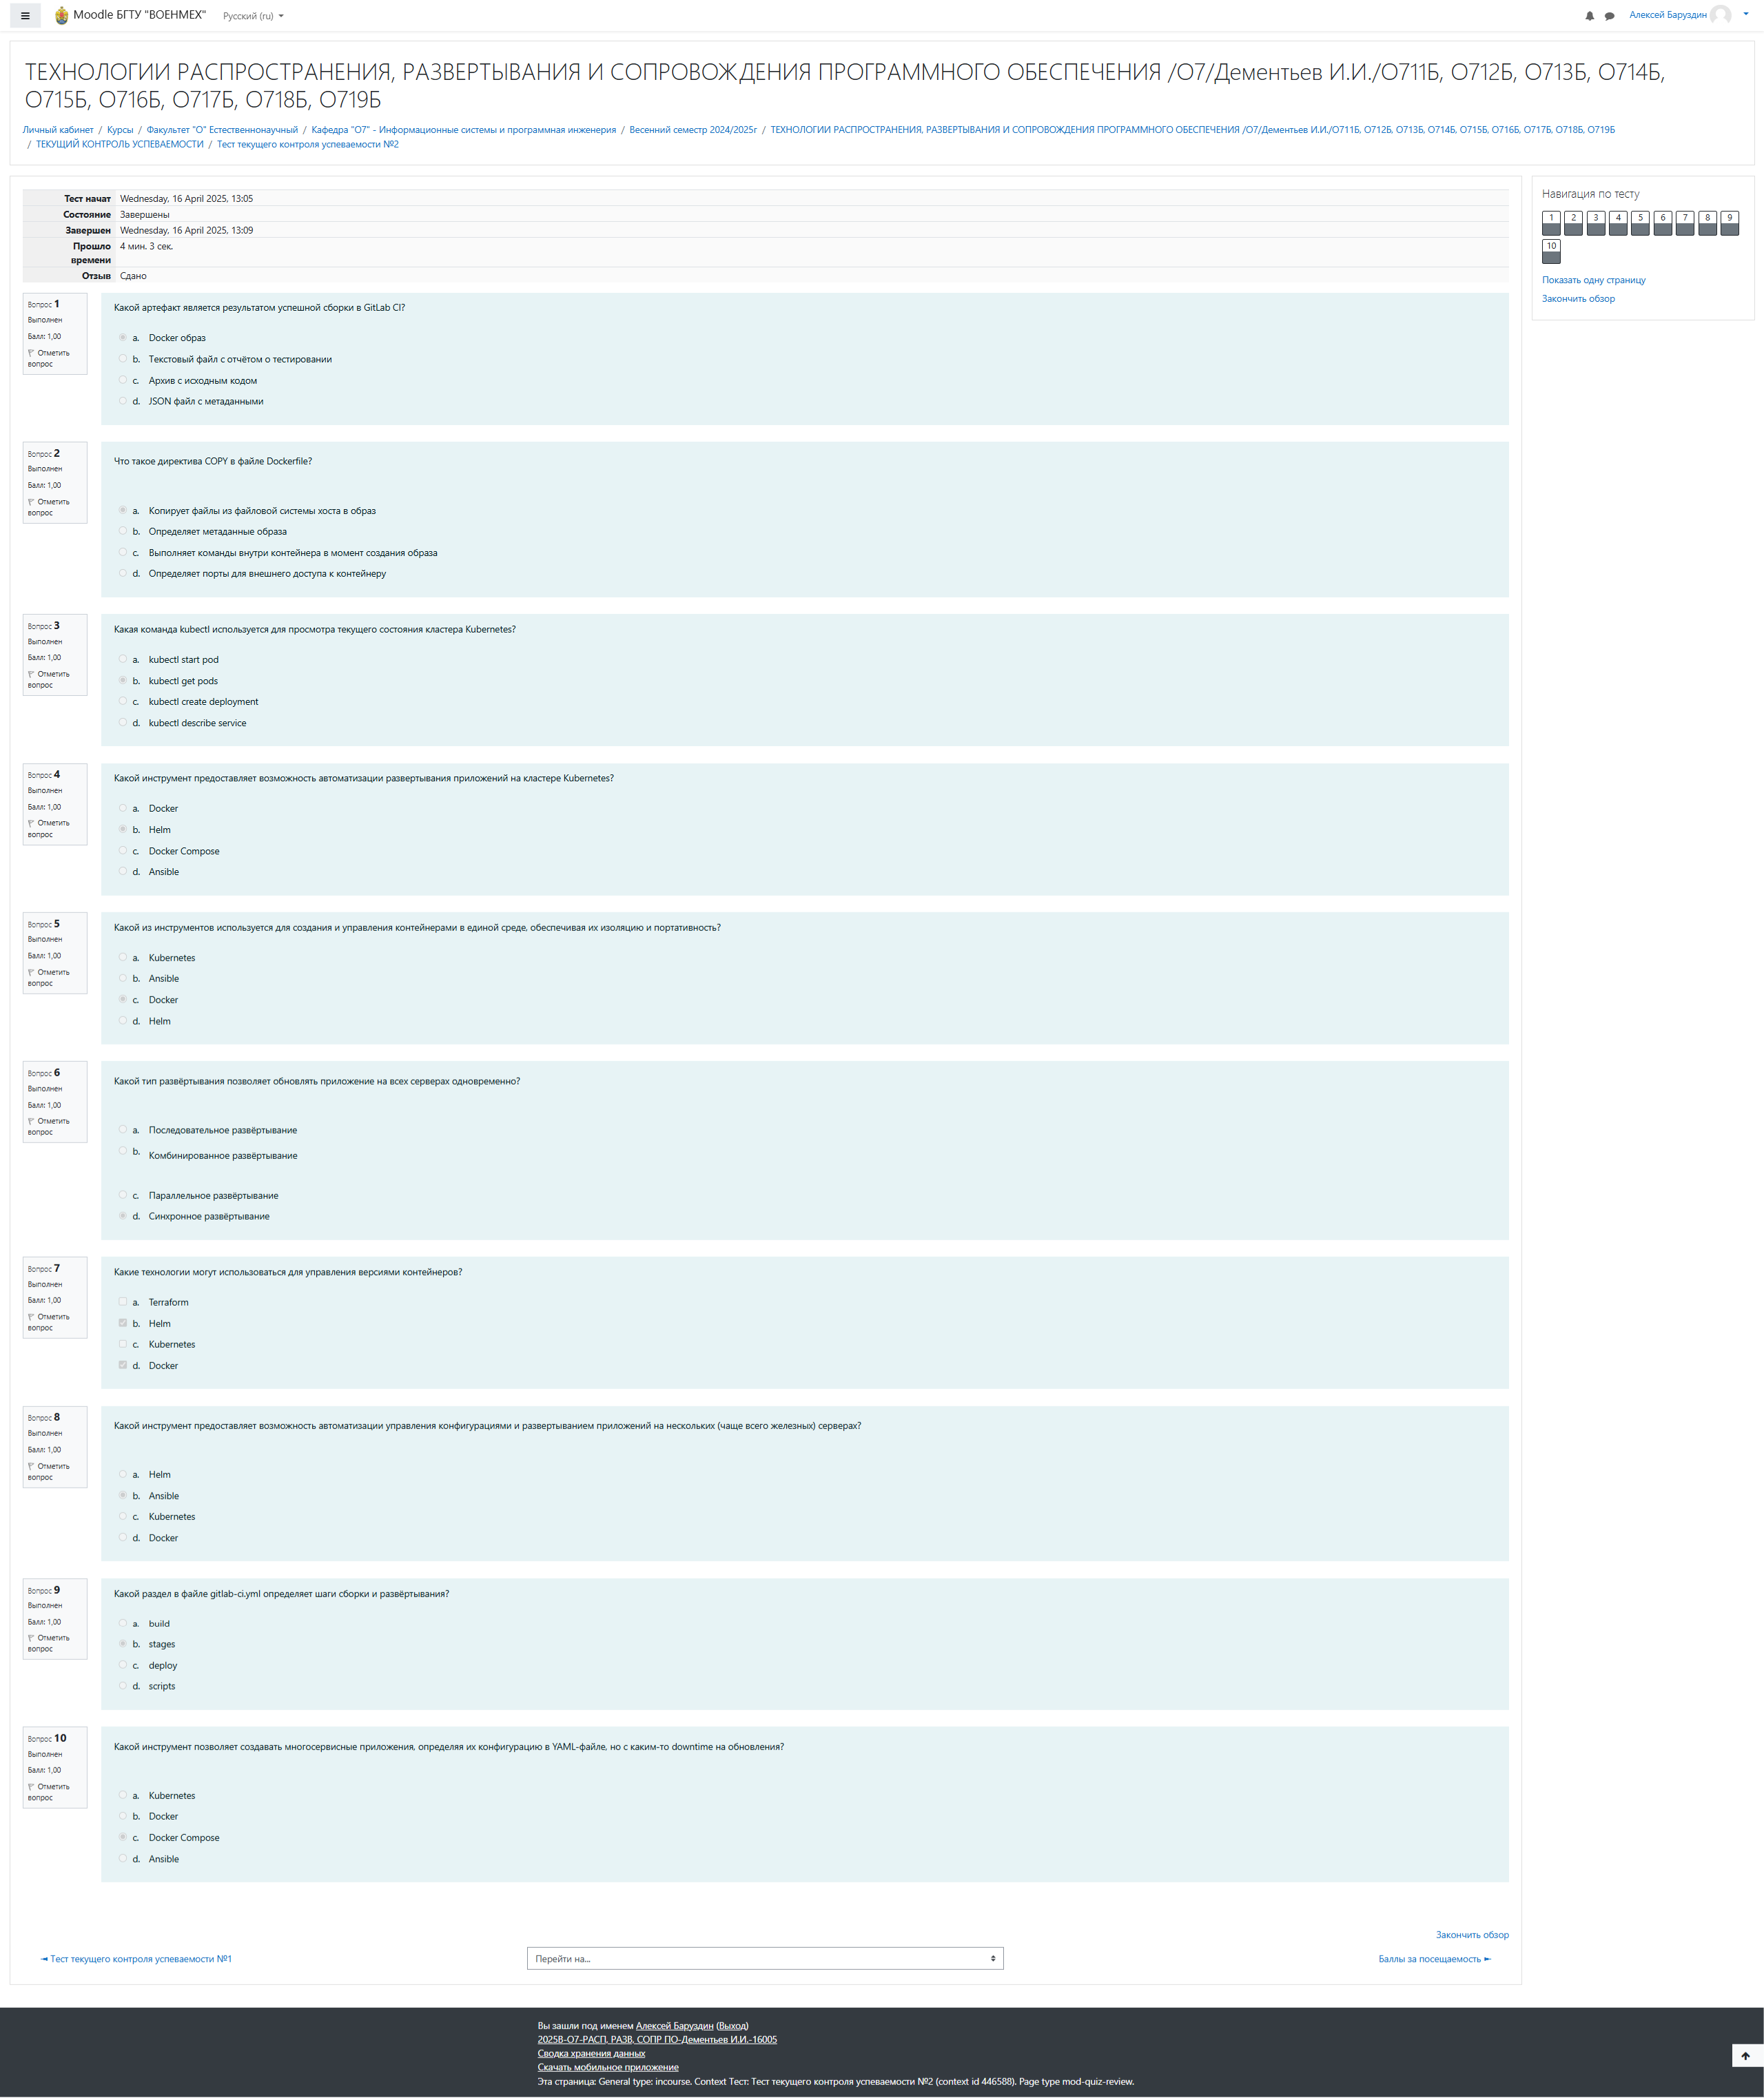 Moodle БГТУ "ВОЕНМЕХ" Русский (ru) Алексей Баруздин
ТЕХНОЛОГИИ РАСПРОСТРАНЕНИЯ, РАЗВЕРТЫВАНИЯ И СОПРОВОЖДЕНИЯ ПРОГРАММНОГО ОБЕСПЕЧЕНИЯ /О7/Дементьев И.И./О711Б, О712Б, О713Б, О714Б,
О715Б, О716Б, О717Б, О718Б, О719Б
Личный кабинет / Курсы / Факультет "О" Естественнонаучный / Кафедра "О7" - Информационные системы и программная инженерия / Весенний семестр 2024/2025г / ТЕХНОЛОГИИ РАСПРОСТРАНЕНИЯ, РАЗВЕРТЫВАНИЯ И СОПРОВОЖДЕНИЯ ПРОГРАММНОГО ОБЕСПЕЧЕНИЯ /О7/Дементьев И.И./О711Б, О712Б, О713Б, О714Б, О715Б, О716Б, О717Б, О718Б, О719Б
/ ТЕКУЩИЙ КОНТРОЛЬ УСПЕВАЕМОСТИ / Тест текущего контроля успеваемости №2
Тест начат Wednesday, 16 April 2025, 13:05
Состояние Завершены
Завершен Wednesday, 16 April 2025, 13:09
Прошло 4 мин. 3 сек.
времени
Отзыв Сдано
Вопрос 1
Выполнен
Балл: 1,00
Отметить
вопрос
Какой артефакт является результатом успешной сборки в GitLab CI?
a. Docker образ
b. Текстовый файл с отчётом о тестировании
c. Архив с исходным кодом
d. JSON файл с метаданными
Вопрос 2
Выполнен
Балл: 1,00
Отметить
вопрос
Что такое директива COPY в файле Dockerfile?
a. Копирует файлы из файловой системы хоста в образ
b. Определяет метаданные образа
c. Выполняет команды внутри контейнера в момент создания образа
d. Определяет порты для внешнего доступа к контейнеру
Вопрос 3
Выполнен
Балл: 1,00
Отметить
вопрос
Какая команда kubectl используется для просмотра текущего состояния кластера Kubernetes?
a. kubectl start pod
b. kubectl get pods
c. kubectl create deployment
d. kubectl describe service
Вопрос 4
Выполнен
Балл: 1,00
Отметить
вопрос
Какой инструмент предоставляет возможность автоматизации развертывания приложений на кластере Kubernetes?
a. Docker
b. Helm
c. Docker Compose
d. Ansible
Вопрос 5
Выполнен
Балл: 1,00
Отметить
вопрос
Какой из инструментов используется для создания и управления контейнерами в единой среде, обеспечивая их изоляцию и портативность?
a. Kubernetes
b. Ansible
c. Docker
d. Helm
Вопрос 6
Выполнен
Балл: 1,00
Отметить
вопрос
Какой тип развёртывания позволяет обновлять приложение на всех серверах одновременно?
a. Последовательное развёртывание
b. Комбинированное развёртывание
c. Параллельное развёртывание
d. Синхронное развёртывание
Вопрос 7
Выполнен
Балл: 1,00
Отметить
вопрос
Какие технологии могут использоваться для управления версиями контейнеров?
a. Terraform
b. Helm
c. Kubernetes
d. Docker
Вопрос 8
Выполнен
Балл: 1,00
Отметить
вопрос
Какой инструмент предоставляет возможность автоматизации управления конфигурациями и развертыванием приложений на нескольких (чаще всего железных) серверах?
a. Helm
b. Ansible
c. Kubernetes
d. Docker
Вопрос 9
Выполнен
Балл: 1,00
Отметить
вопрос
Какой раздел в файле gitlab-ci.yml определяет шаги сборки и развёртывания?
a. build
b. stages
c. deploy
d. scripts
Вопрос 10
Выполнен
Балл: 1,00
Отметить
вопрос
Какой инструмент позволяет создавать многосервисные приложения, определяя их конфигурацию в YAML-файле, но с каким-то downtime на обновления?
a. Kubernetes
b. Docker
c. Docker Compose
d. Ansible
Закончить обзор
◄ Тест текущего контроля успеваемости №1
Перейти на...
Баллы за посещаемость ►
Навигация по тесту
1 2 3 4 5 6 7 8 9
10
Показать одну страницу
Закончить обзор
Вы зашли под именем Алексей Баруздин (Выход)
2025В-О7-РАСП, РАЗВ, СОПР ПО-Дементьев И.И.-16005
Сводка хранения данных
Скачать мобильное приложение
Эта страница: General type: incourse. Context Тест: Тест текущего контроля успеваемости №2 (context id 446588). Page type mod-quiz-review.